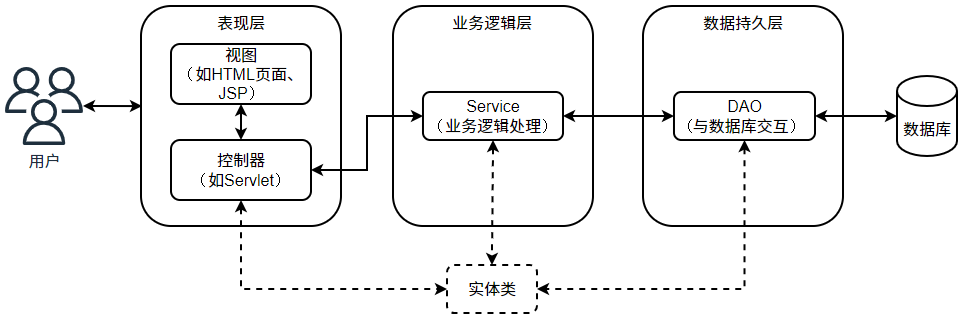 表现层
视图
（如HTML页面、
JSP）
控制器
（如Servlet）
用户
业务逻辑层
Service
（业务逻辑处理）
数据持久层
DAO
（与数据库交互）
数据库
实体类